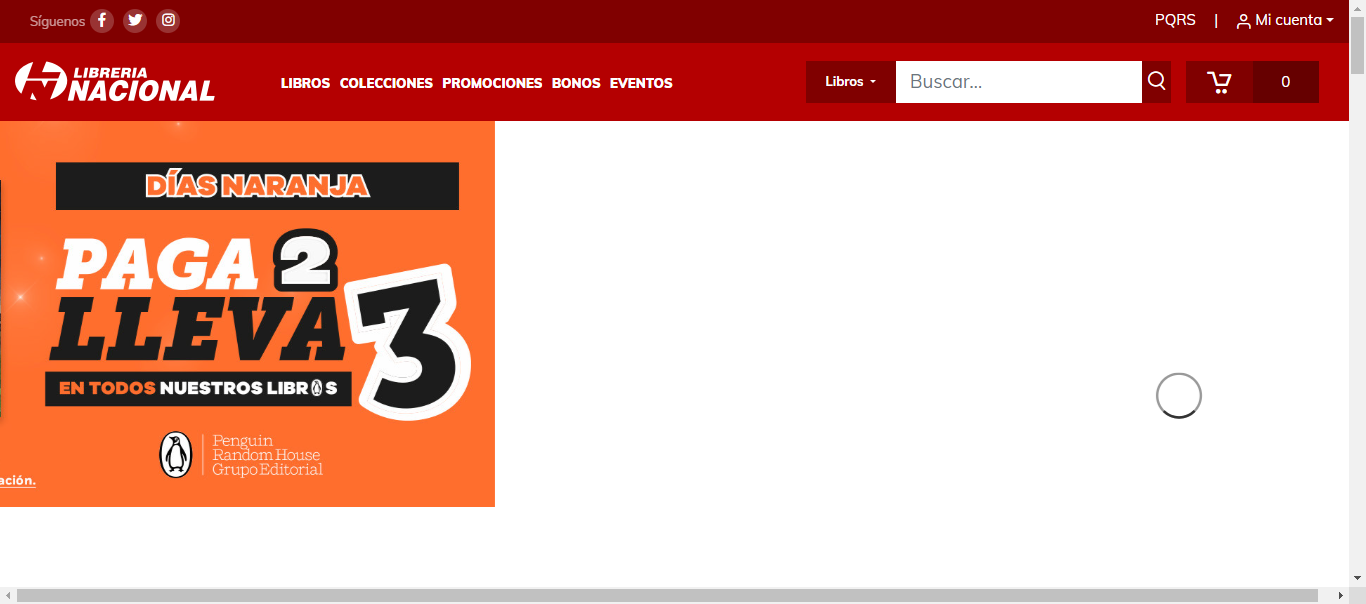 Síguenos
PQRS | Mi cuenta
LIBRERIA
NACIONAL
LIBROS COLECCIONES PROMOCIONES BONOS EVENTOS
Libros
Buscar...
0
DÍAS NARANJA
PAGA 2
LLEVA 3
EN TODOS NUESTROS LIBROS
Penguin
Random House
Grupo Editorial
ación.